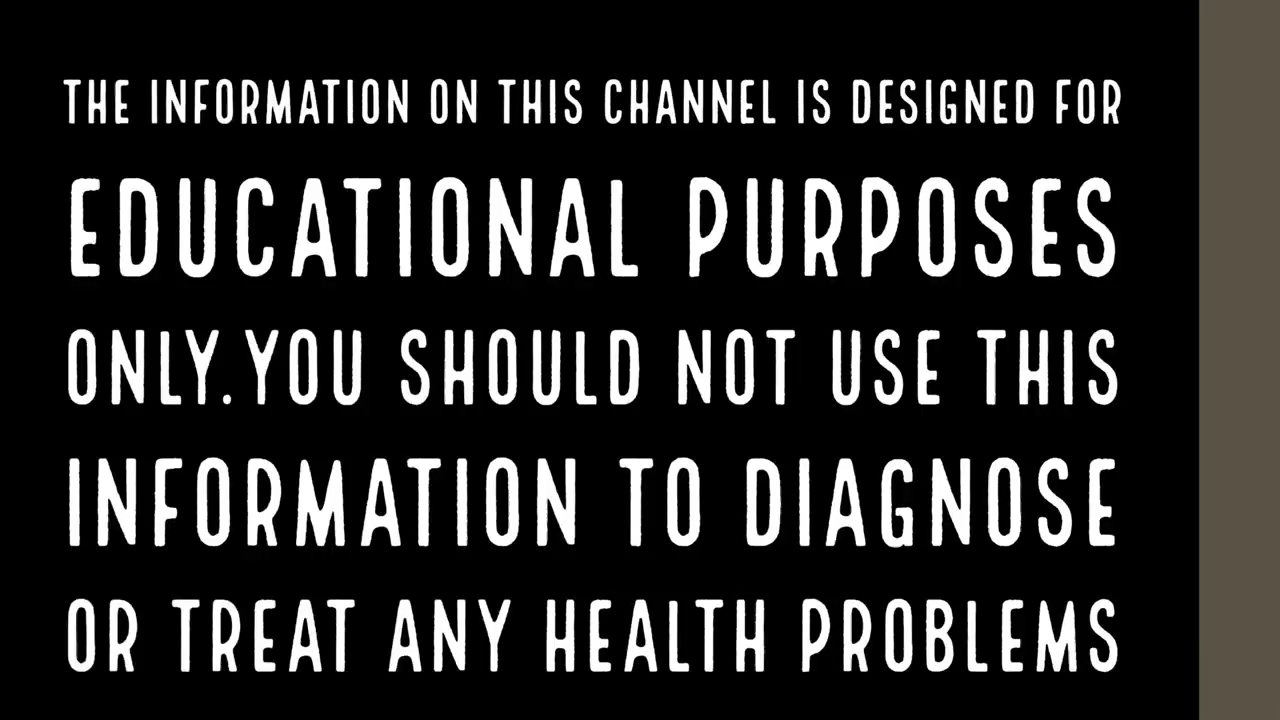 THE INFORMATION ON THIS CHANNEL IS DESIGNED FOR
EDUCATIONAL PURPOSES
ONLY.YOU SHOULD NOT USE THIS
INFORMATION TO DIAGNOSE
OR TREAT ANY HEALTH PROBLEMS